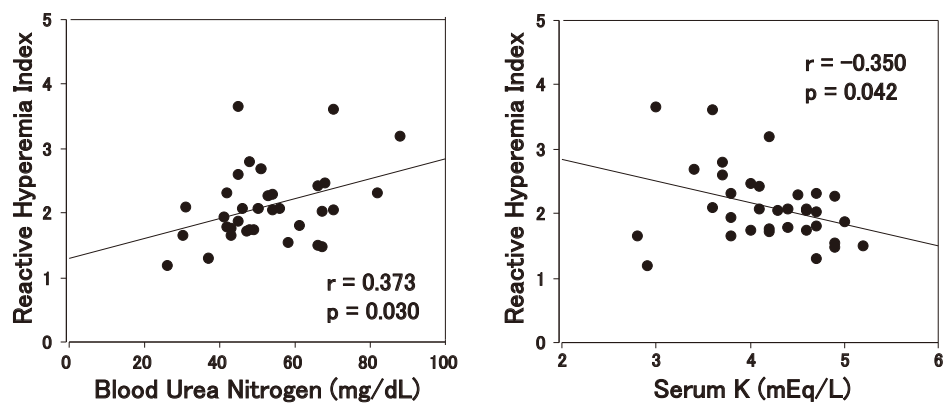 Reactive Hyperemia Index
5
4
3
2
1
0
r = 0.373
p = 0.030
0 20 40 60 80 100
Blood Urea Nitrogen (mg/dL)
Reactive Hyperemia Index
5
4
3
2
1
0
r = −0.350
p = 0.042
2 3 4 5 6
Serum K (mEq/L)